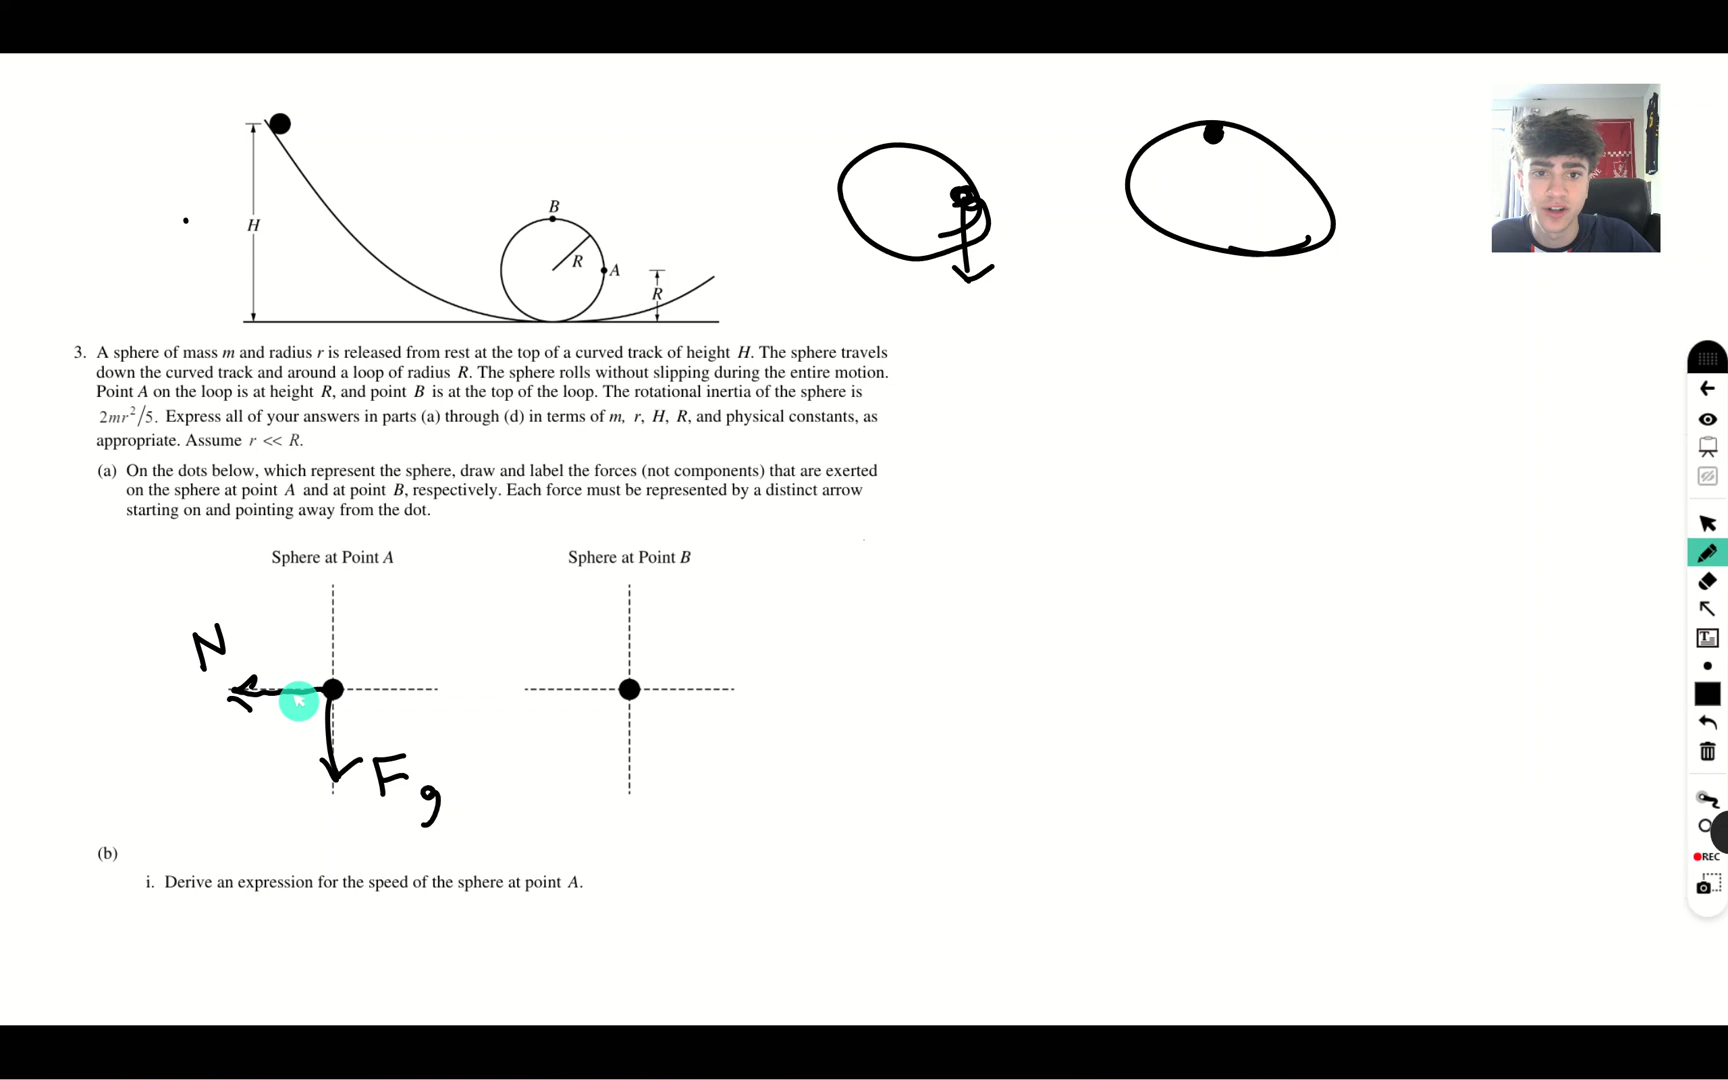 H
B
R
A
R
3. A sphere of mass m and radius r is released from rest at the top of a curved track of height H. The sphere travels
down the curved track and around a loop of radius R. The sphere rolls without slipping during the entire motion.
Point A on the loop is at height R, and point B is at the top of the loop. The rotational inertia of the sphere is
2mr²/5. Express all of your answers in parts (a) through (d) in terms of m, r, H, R, and physical constants, as
appropriate. Assume r << R.
(a) On the dots below, which represent the sphere, draw and label the forces (not components) that are exerted
on the sphere at point A and at point B, respectively. Each force must be represented by a distinct arrow
starting on and pointing away from the dot.
Sphere at Point A
Sphere at Point B
N
Fg
(b)
i. Derive an expression for the speed of the sphere at point A.
REC